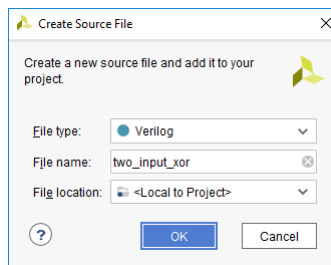 Create Source File
Create a new source file and add it to your
project.
File type:
Verilog
File name:
two_input_xor
File location:
<Local to Project>
?
OK
Cancel